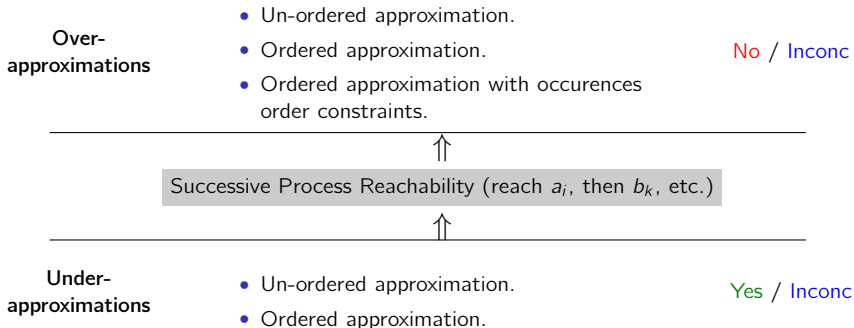 • Un-ordered approximation.
Over-
approximations
• Ordered approximation.
No / Inconc
• Ordered approximation with occurences
order constraints.
⇑
Successive Process Reachability (reach a_i, then b_k, etc.)
⇑
Under-
approximations
• Un-ordered approximation.
Yes / Inconc
• Ordered approximation.